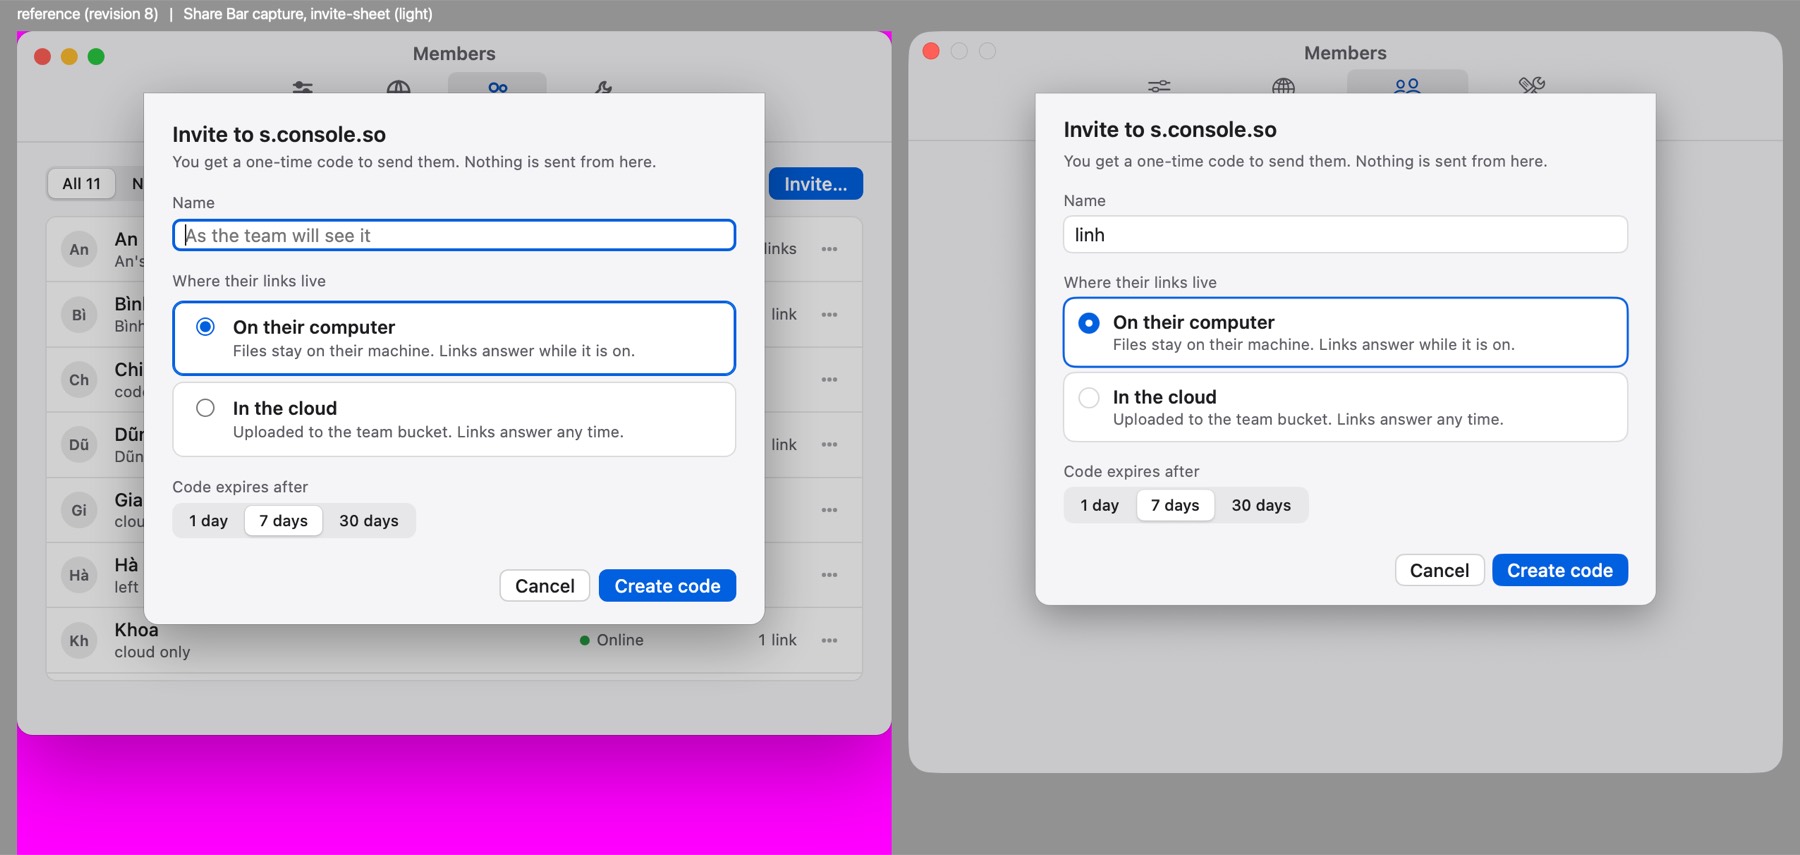 reference (revision 8) | Share Bar capture, invite-sheet (light)
Members
All 11
Invite...
An
An
links
Bì
link
Bình
Ch
Chi
Dũ
link
Gi
Gia
Hà
Hà
left
Kh
Khoa
cloud only
Online
1 link
Invite to s.console.so
You get a one-time code to send them. Nothing is sent from here.
Name
As the team will see it
Where their links live
On their computer
Files stay on their machine. Links answer while it is on.
In the cloud
Uploaded to the team bucket. Links answer any time.
Code expires after
1 day 7 days 30 days
Cancel Create code
Members
Invite to s.console.so
You get a one-time code to send them. Nothing is sent from here.
Name
linh
Where their links live
On their computer
Files stay on their machine. Links answer while it is on.
In the cloud
Uploaded to the team bucket. Links answer any time.
Code expires after
1 day 7 days 30 days
Cancel Create code